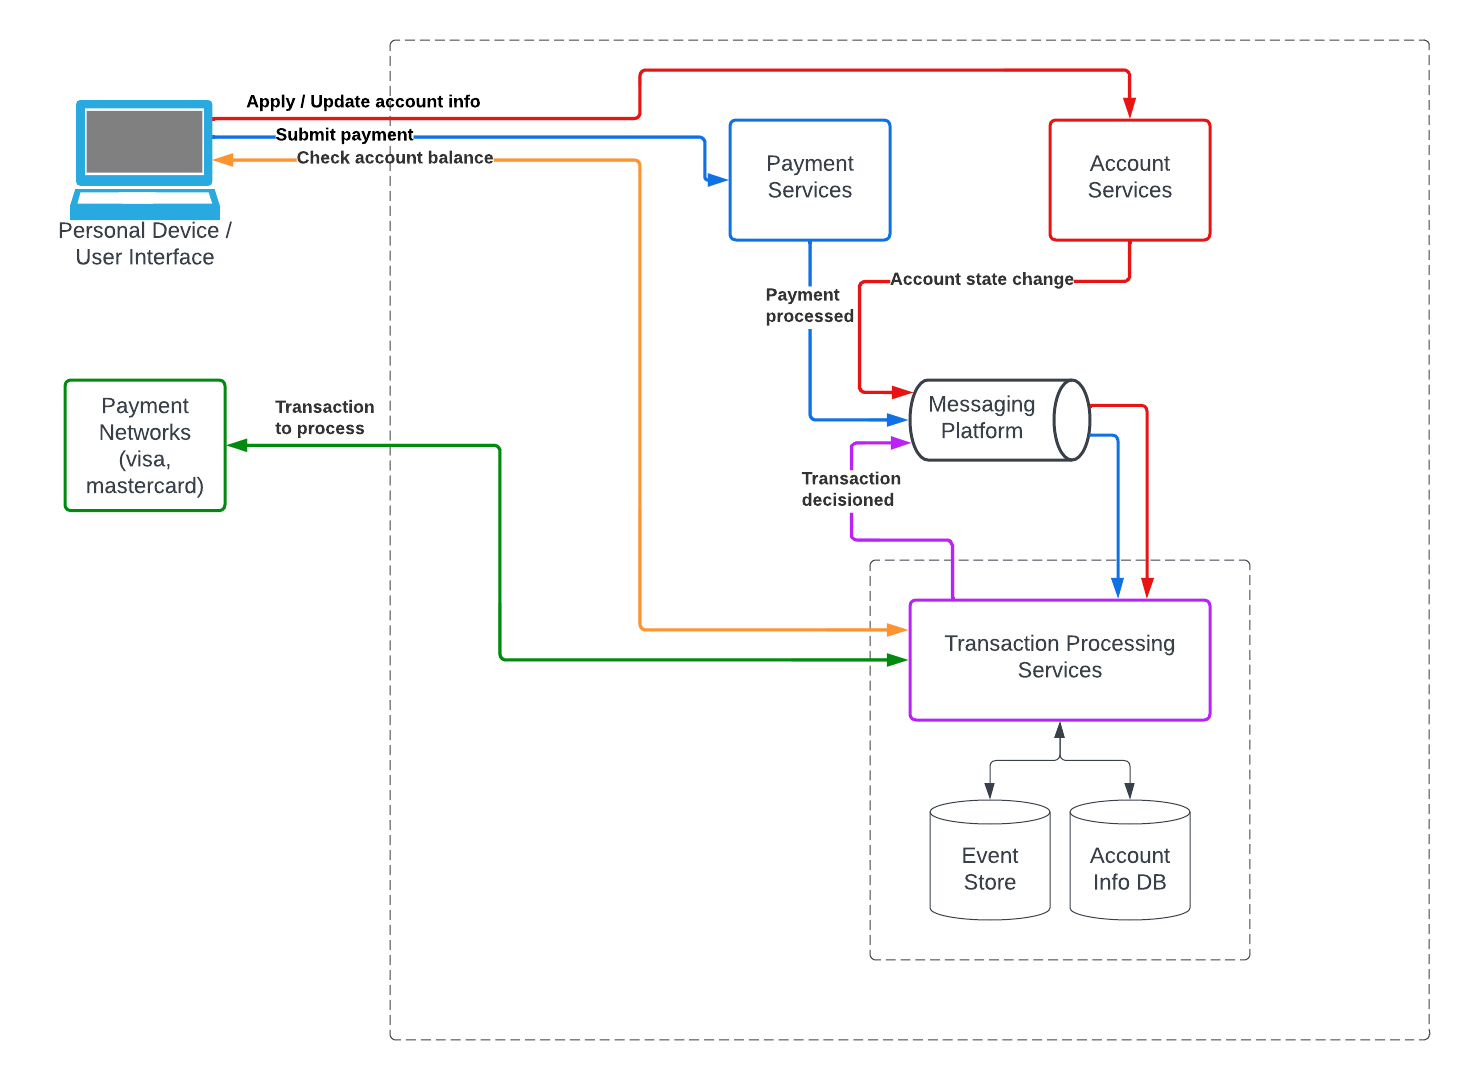 Apply / Update account info
Submit payment
Check account balance
Personal Device /
User Interface
Payment
Services
Account
Services
Account state change
Payment
processed
Payment
Networks
(visa,
mastercard)
Transaction
to process
Messaging
Platform
Transaction
decisioned
Transaction Processing
Services
Event
Store
Account
Info DB